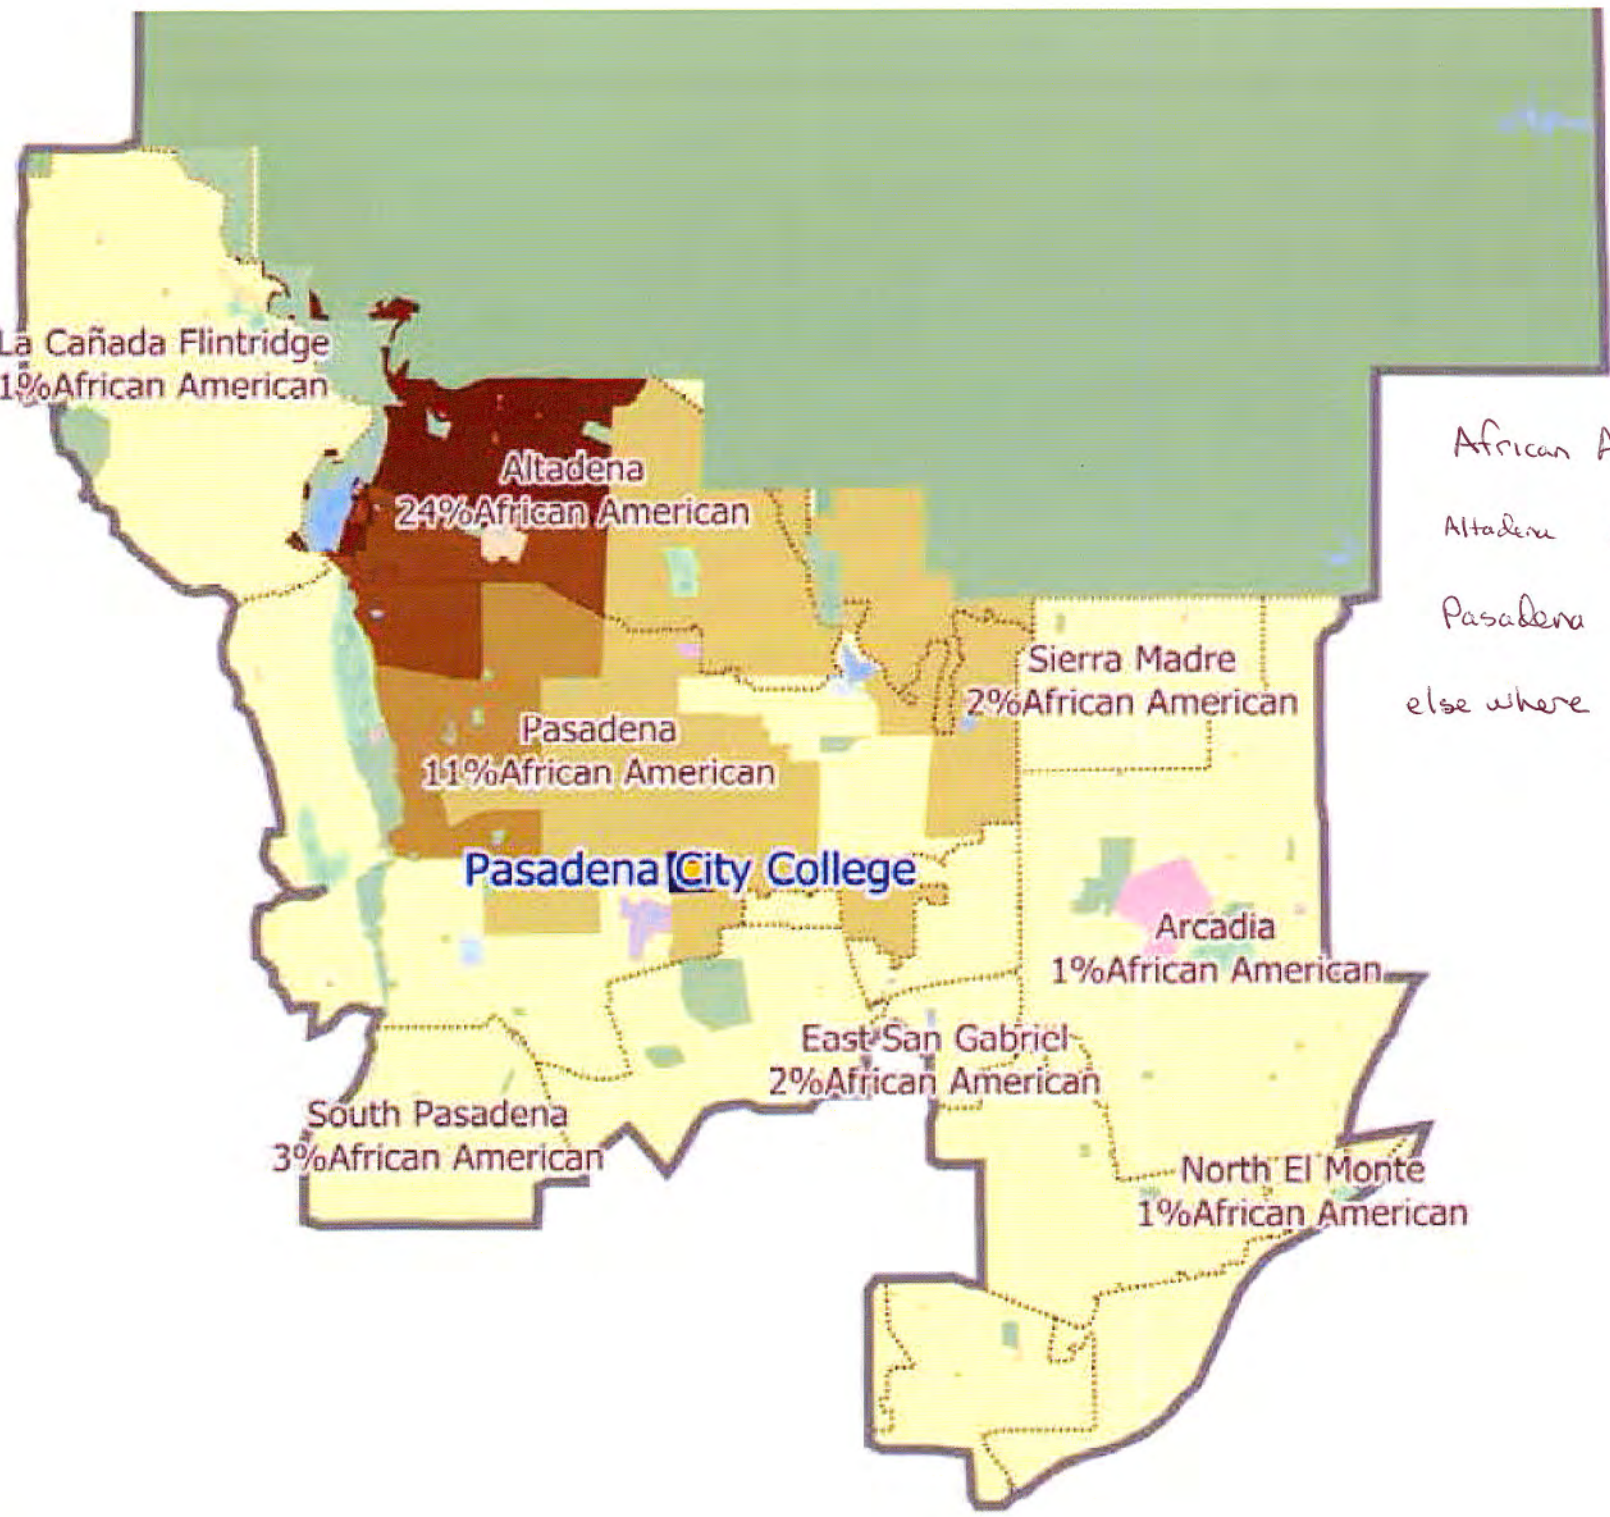 La Cañada Flintridge
1%African American
Altadena
24%African American
African A
Altadena
Pasadena
else where
Sierra Madre
2%African American
Pasadena
11%African American
Pasadena City College
Arcadia
1%African American
East San Gabriel
2%African American
South Pasadena
3%African American
North El Monte
1%African American